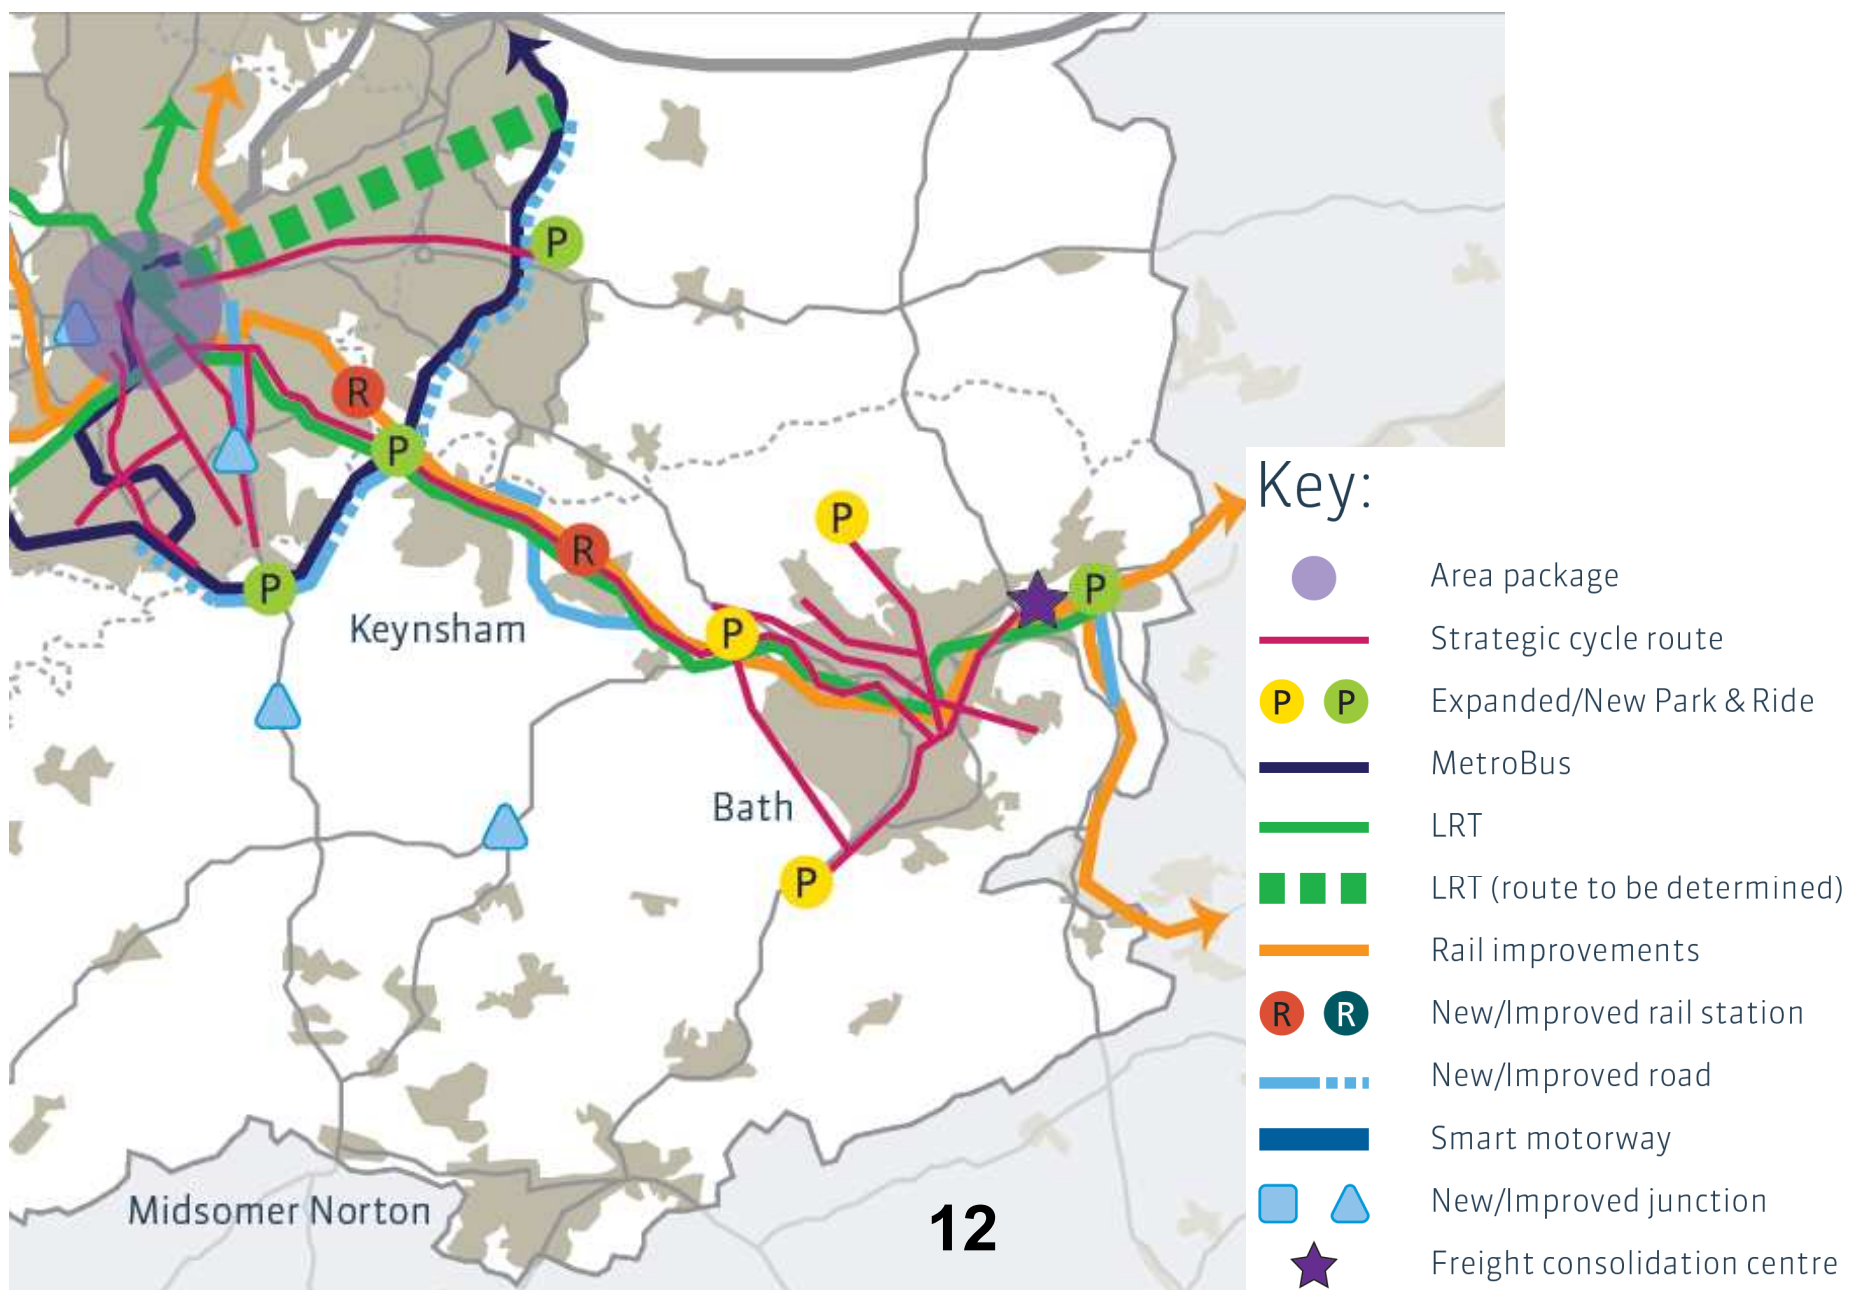 P
R
P
P
R
P
P
P
P
P
Keynsham
Bath
Midsomer Norton
12
Key:
Area package
Strategic cycle route
P P Expanded/New Park & Ride
MetroBus
LRT
LRT (route to be determined)
Rail improvements
R R New/Improved rail station
New/Improved road
Smart motorway
New/Improved junction
Freight consolidation centre